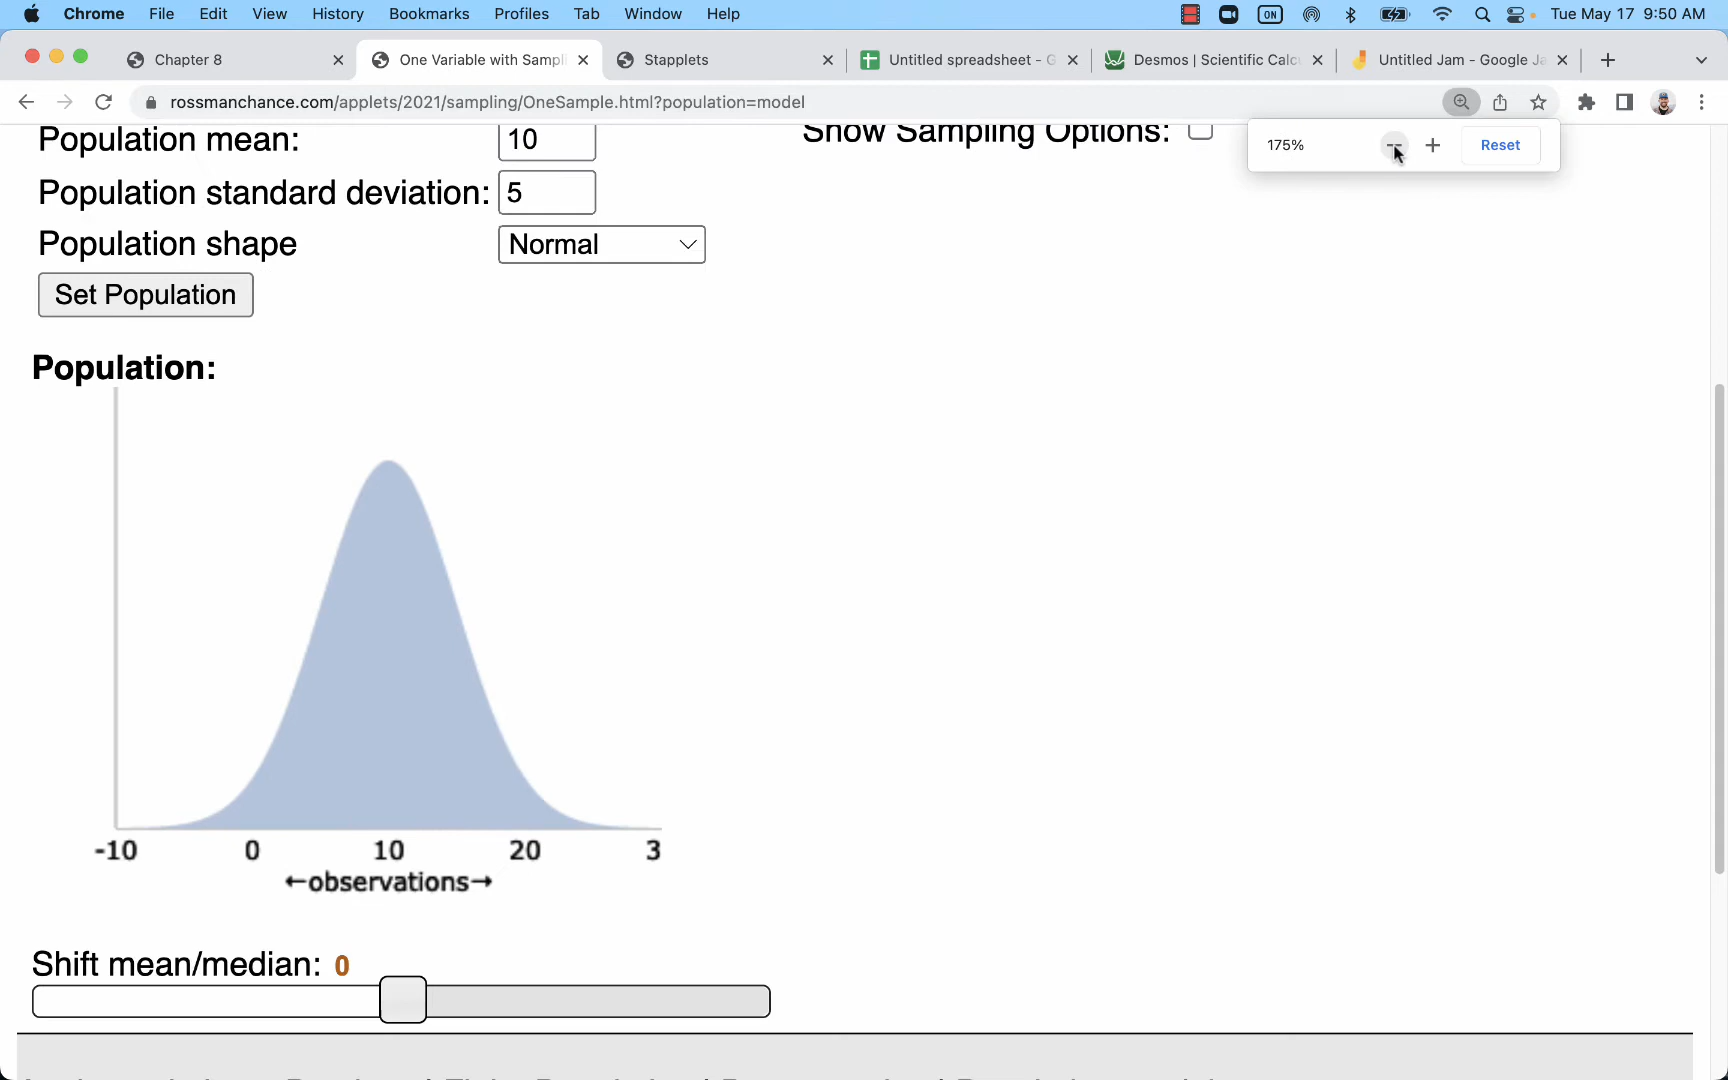 Chrome File Edit View History Bookmarks Profiles Tab Window Help ON Tue May 17 9:50 AM
Chapter 8 One Variable with Sampli Stapplets Untitled spreadsheet - G Desmos | Scientific Calcu Untitled Jam - Google Ja
rossmanchance.com/applets/2021/sampling/OneSample.html?population=model
Population mean: 10 Show Sampling Options:
175% Reset
Population standard deviation: 5
Population shape Normal
Set Population
Population:
-10 0 10 20 3
←observations→
Shift mean/median: 0